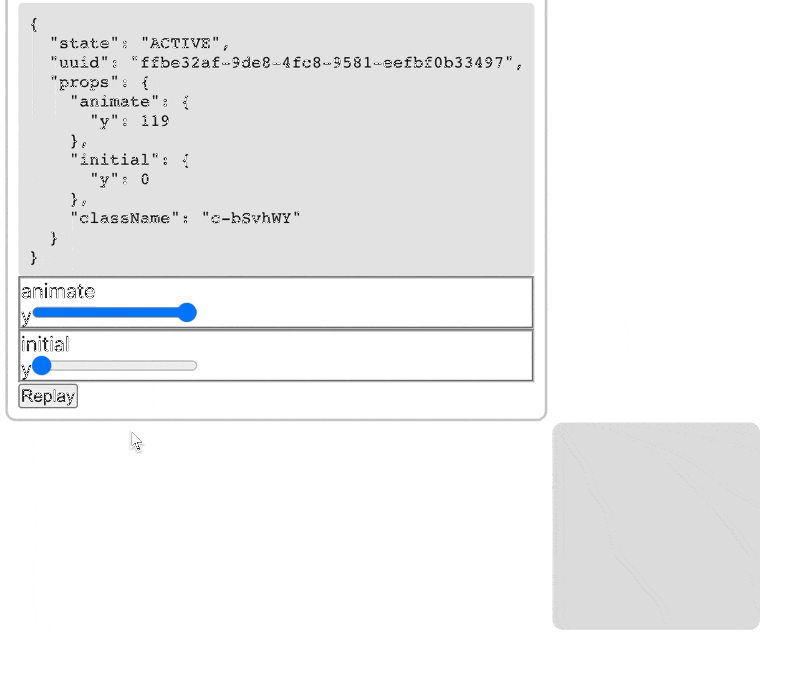 {
  "state": "ACTIVE",
  "uuid": "ffbe32af-9de8-4fc8-9581-eefbf0b33497",
  "props": {
    "animate": {
      "y": 119
    },
    "initial": {
      "y": 0
    },
    "className": "c-bSvhWY"
  }
}
animate
y
initial
y
Replay